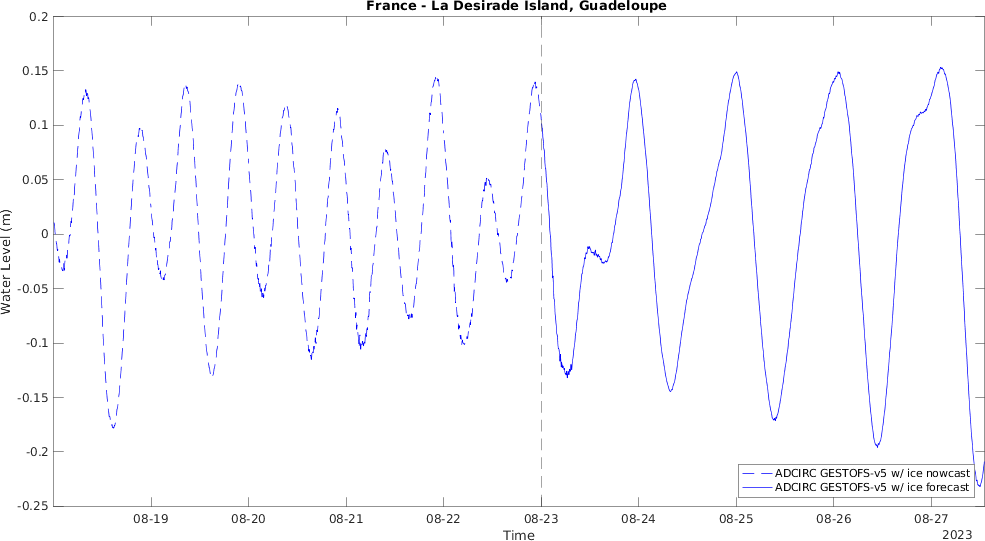 France - La Desirade Island, Guadeloupe
0.2
0.15
0.1
0.05
0
-0.05
-0.1
-0.15
-0.2
-0.25
Water Level (m)
ADCIRC GESTOFS-v5 w/ ice nowcast
ADCIRC GESTOFS-v5 w/ ice forecast
08-19 08-20 08-21 08-22 08-23 08-24 08-25 08-26 08-27
Time
2023